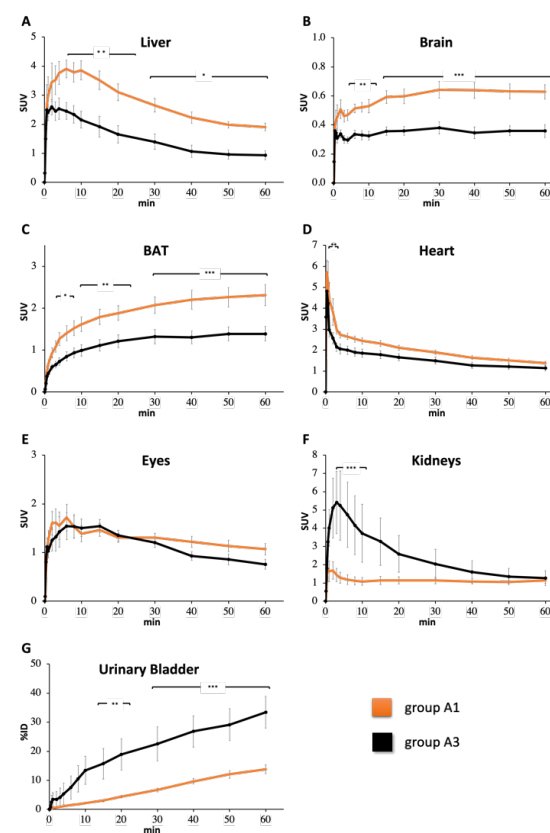 A
Liver
SUV
5
4
3
2
1
0
* *
*
0 10 20 30 40 50 60
min
B
Brain
SUV
1.0
0.8
0.6
0.4
0.2
0.0
**
***
0 10 20 30 40 50 60
min
C
BAT
SUV
3
2
1
0
*
**
***
0 10 20 30 40 50 60
min
D
Heart
SUV
7
6
5
4
3
2
1
0
**
0 10 20 30 40 50 60
min
E
Eyes
SUV
3
2
1
0
0 10 20 30 40 50 60
min
F
Kidneys
SUV
8
7
6
5
4
3
2
1
0
***
0 10 20 30 40 50 60
min
G
Urinary Bladder
%ID
50
40
30
20
10
0
**
***
0 10 20 30 40 50 60
min
group A1
group A3